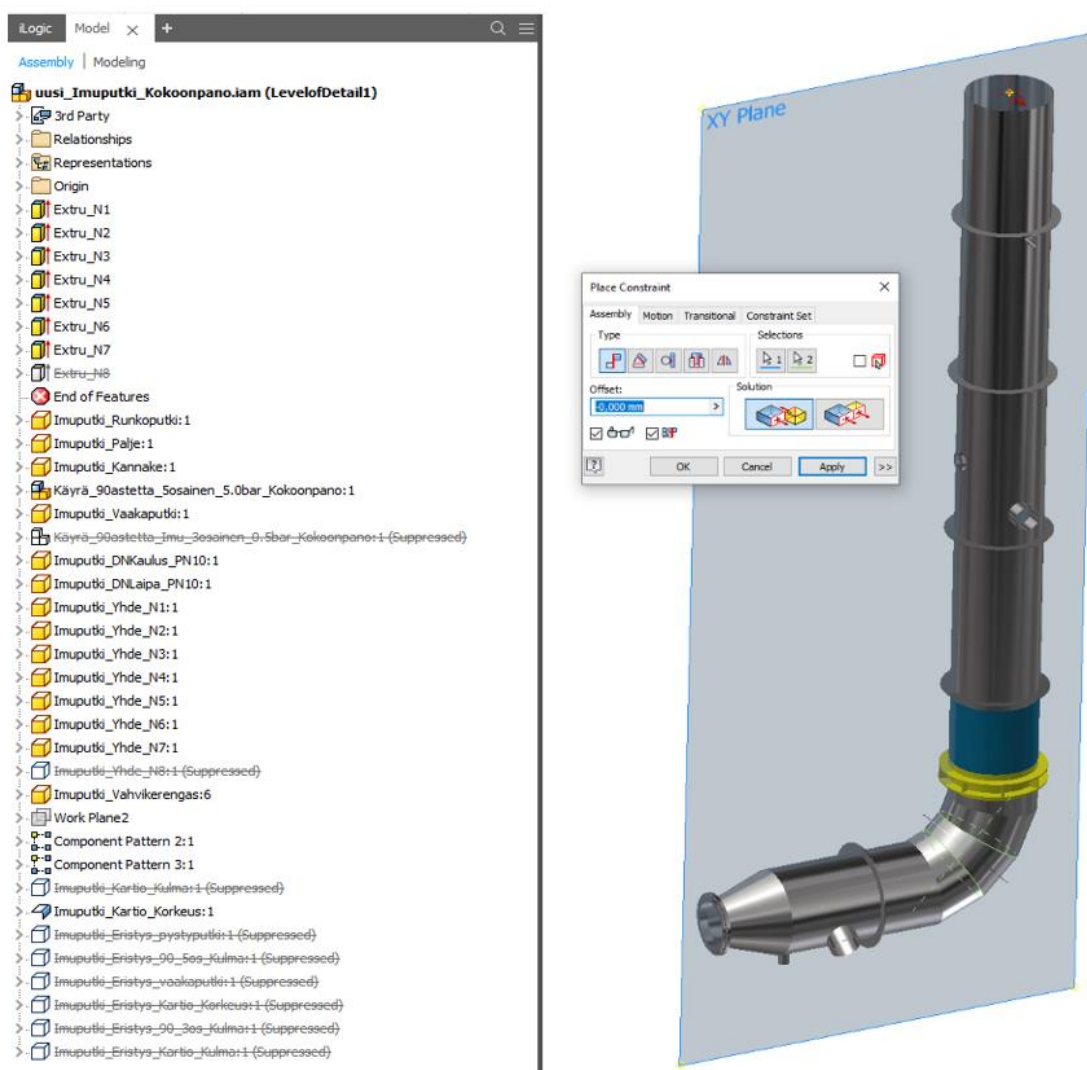 iLogic Model × +
Assembly | Modeling
uusi_Imuputki_Kokoonpano.iam (LevelofDetail1)
3rd Party
Relationships
Representations
Origin
Extru_N1
Extru_N2
Extru_N3
Extru_N4
Extru_N5
Extru_N6
Extru_N7
Extru_N8
End of Features
Imuputki_Runkoputki:1
Imuputki_Palje:1
Imuputki_Kannake:1
Käyrä_90astetta_5osainen_5.0bar_Kokoonpano:1
Imuputki_Vaakaputki:1
Käyrä_90astetta_Imu_3osainen_0.5bar_Kokoonpano:1 (Suppressed)
Imuputki_DNKaulus_PN10:1
Imuputki_DNLaipa_PN10:1
Imuputki_Yhde_N1:1
Imuputki_Yhde_N2:1
Imuputki_Yhde_N3:1
Imuputki_Yhde_N4:1
Imuputki_Yhde_N5:1
Imuputki_Yhde_N6:1
Imuputki_Yhde_N7:1
Imuputki_Yhde_N8:1 (Suppressed)
Imuputki_Vahvikerengas:6
Work Plane2
Component Pattern 2:1
Component Pattern 3:1
Imuputki_Kartio_Kulma:1 (Suppressed)
Imuputki_Kartio_Korkeus:1
Imuputki_Eristys_pystyputki:1 (Suppressed)
Imuputki_Eristys_90_5os_Kulma:1 (Suppressed)
Imuputki_Eristys_vaakaputki:1 (Suppressed)
Imuputki_Eristys_Kartio_Korkeus:1 (Suppressed)
Imuputki_Eristys_90_3os_Kulma:1 (Suppressed)
Imuputki_Eristys_Kartio_Kulma:1 (Suppressed)
XY Plane
Place Constraint
Assembly Motion Transitional Constraint Set
Type Selections
1 2
Offset: Solution
-0,000 mm >
? OK Cancel Apply >>